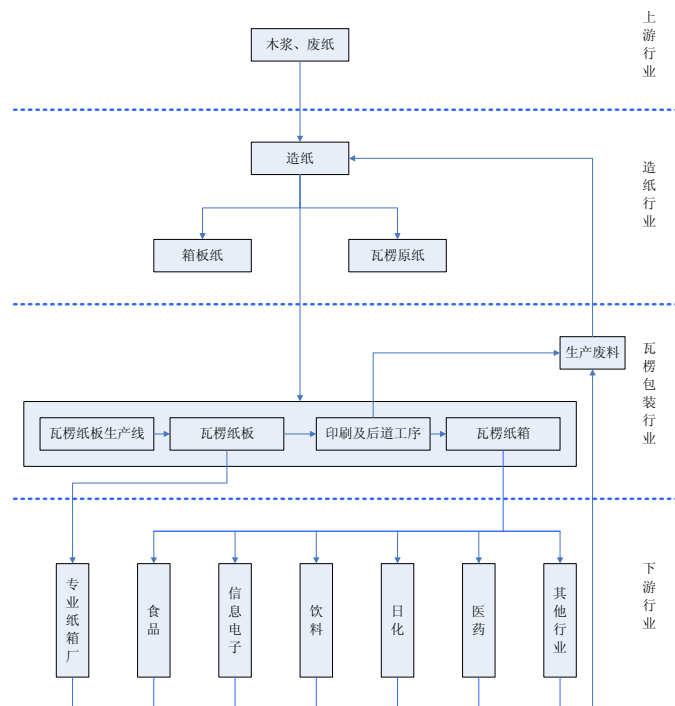 上游行业
木浆、废纸
造纸
造纸行业
箱板纸
瓦楞原纸
生产废料
瓦楞包装行业
瓦楞纸板生产线
瓦楞纸板
印刷及后道工序
瓦楞纸箱
下游行业
专业纸箱厂
食品
信息电子
饮料
日化
医药
其他行业